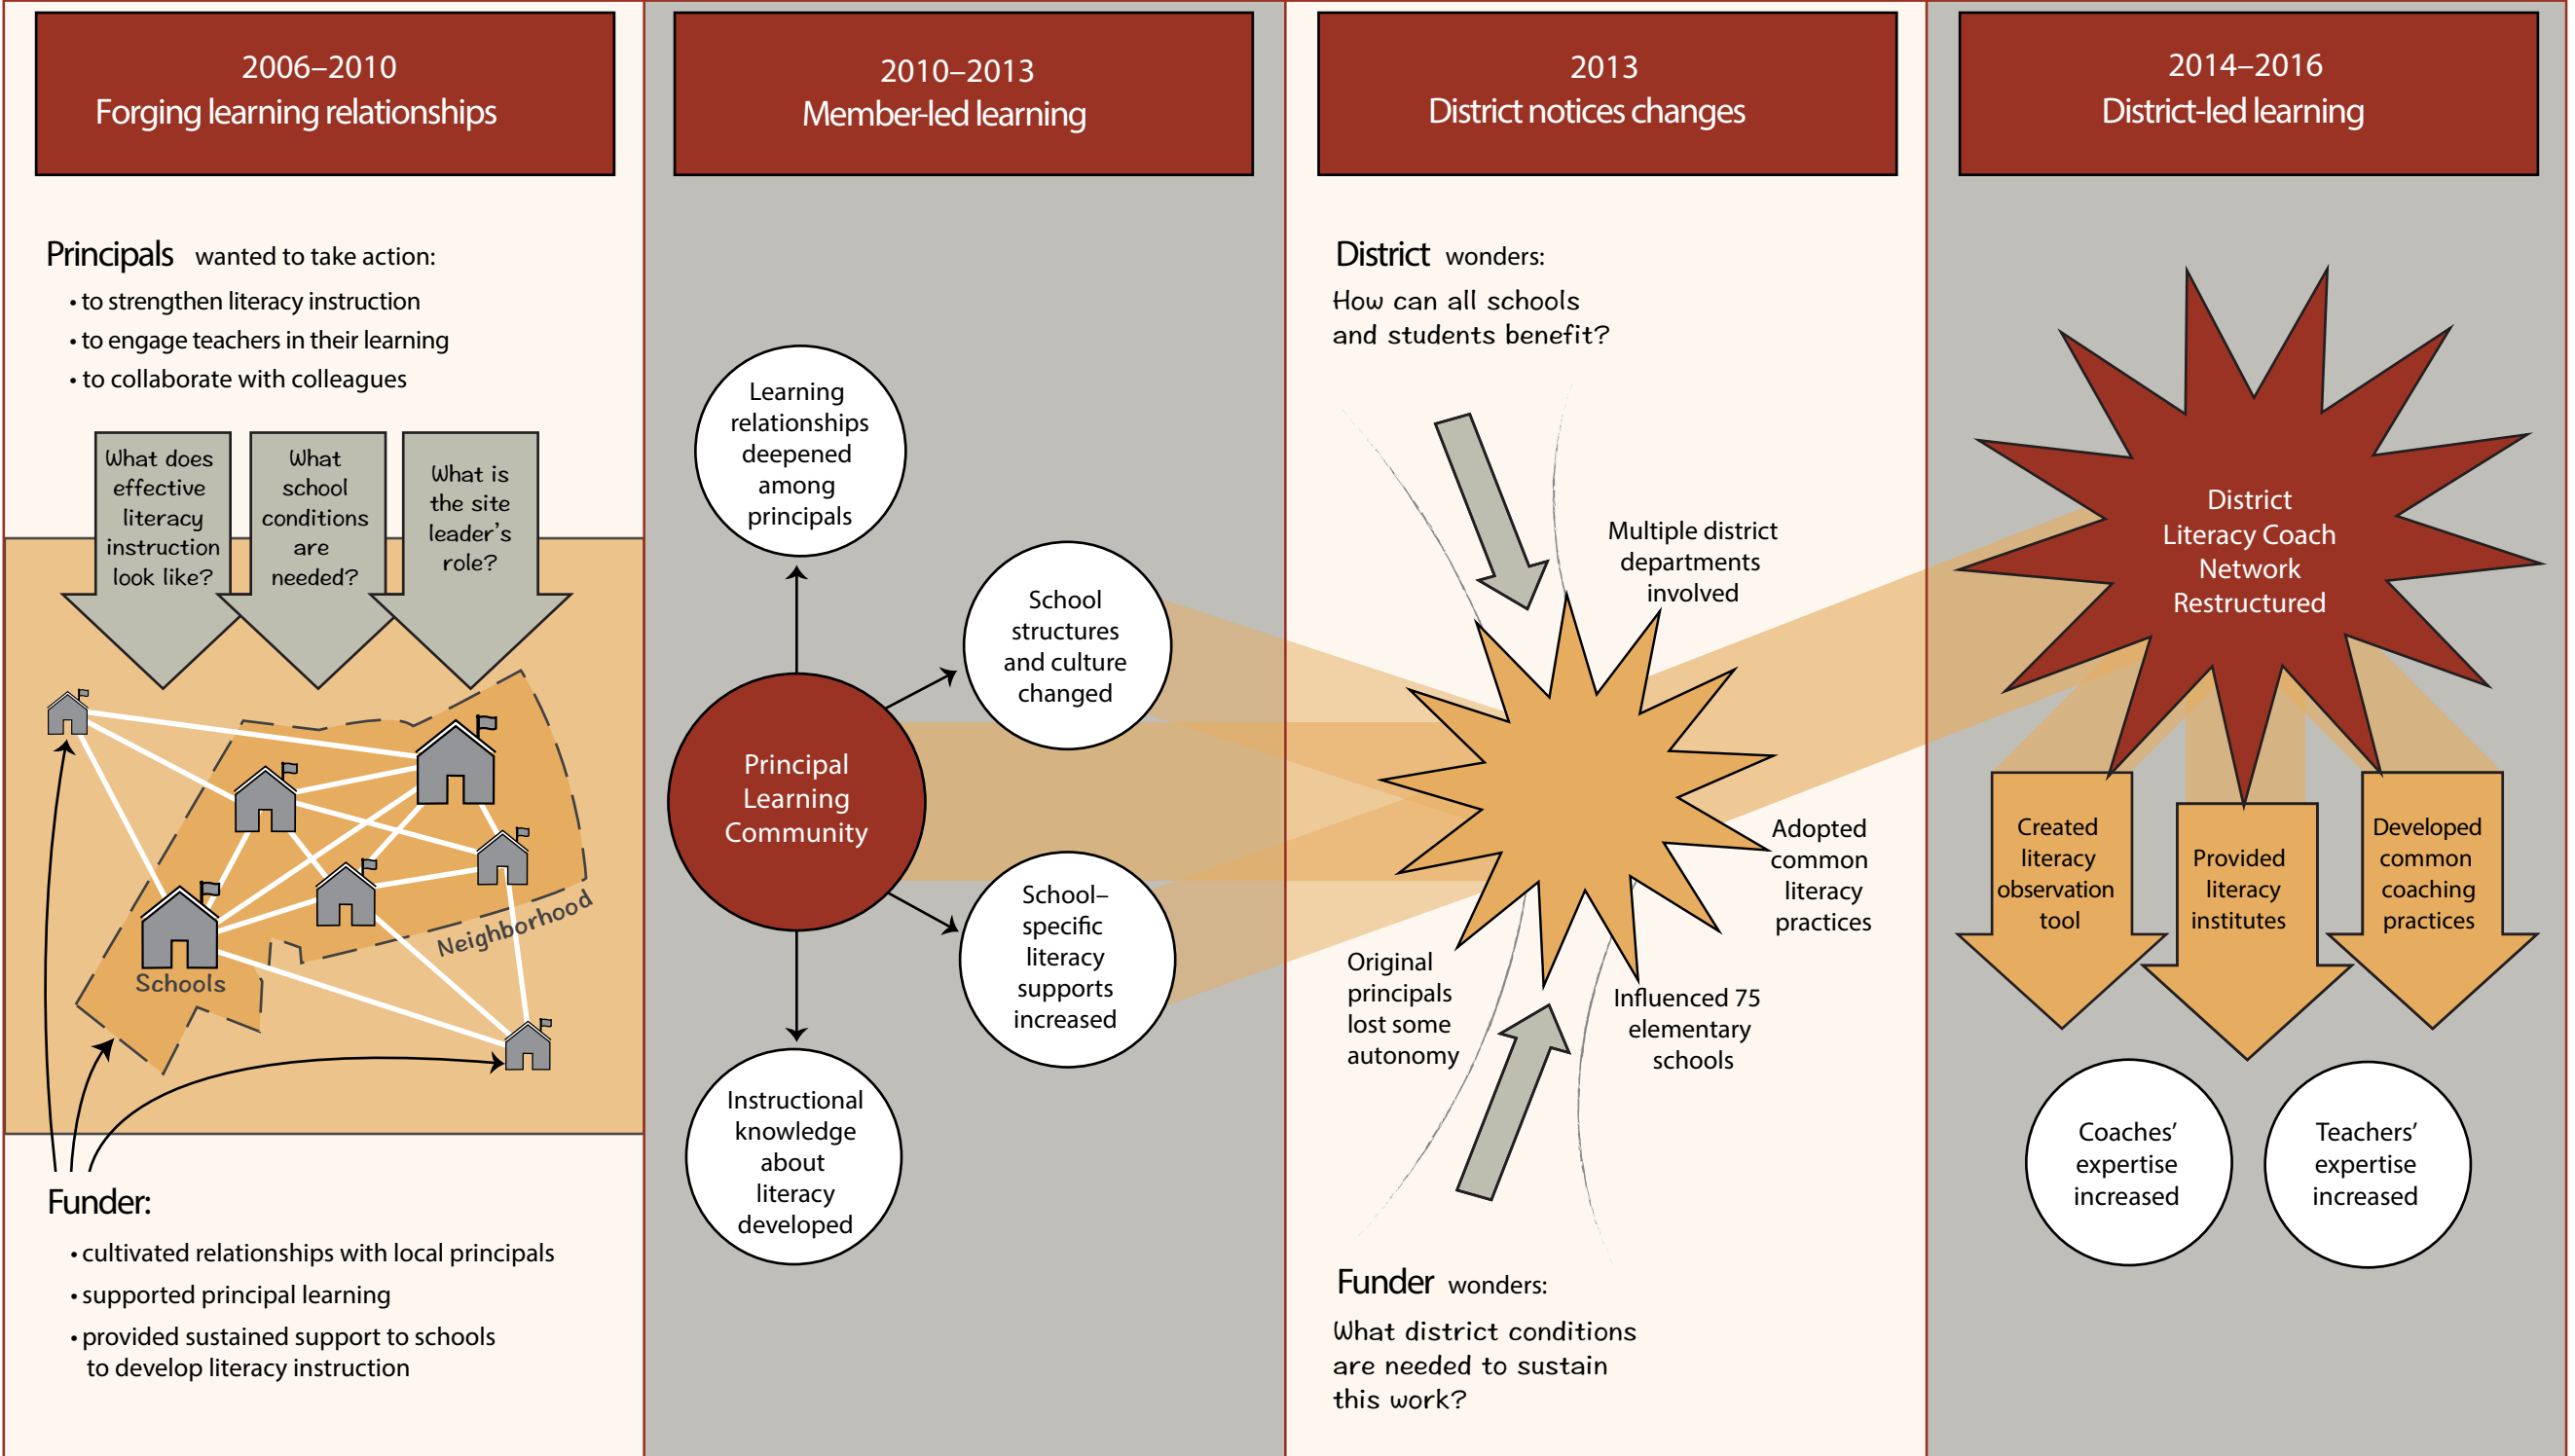 2006–2010
Forging learning relationships
Principals wanted to take action:
• to strengthen literacy instruction
• to engage teachers in their learning
• to collaborate with colleagues
What does
effective
literacy
instruction
look like?
What
school
conditions
are
needed?
What is
the site
leader's
role?
Neighborhood
Schools
Funder:
• cultivated relationships with local principals
• supported principal learning
• provided sustained support to schools
to develop literacy instruction
2010–2013
Member-led learning
Learning
relationships
deepened
among
principals
School
structures
and culture
changed
Principal
Learning
Community
School–
specific
literacy
supports
increased
Instructional
knowledge
about
literacy
developed
2013
District notices changes
District wonders:
How can all schools
and students benefit?
Multiple district
departments
involved
Adopted
common
literacy
practices
Original
principals
lost some
autonomy
Influenced 75
elementary
schools
Funder wonders:
What district conditions
are needed to sustain
this work?
2014–2016
District-led learning
District
Literacy Coach
Network
Restructured
Created
literacy
observation
tool
Provided
literacy
institutes
Developed
common
coaching
practices
Coaches'
expertise
increased
Teachers'
expertise
increased